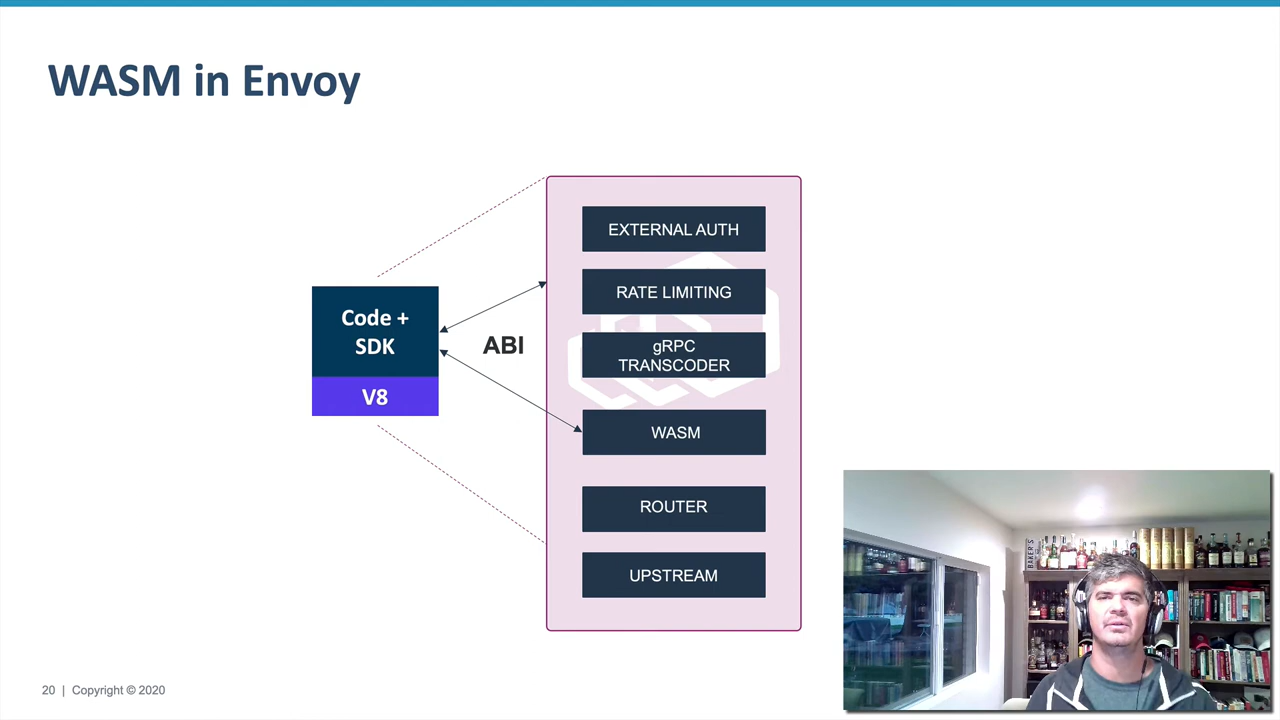 WASM in Envoy
EXTERNAL AUTH
RATE LIMITING
gRPC
TRANSCODER
WASM
ROUTER
UPSTREAM
Code +
SDK
V8
ABI
BAKER'S
20 | Copyright © 2020